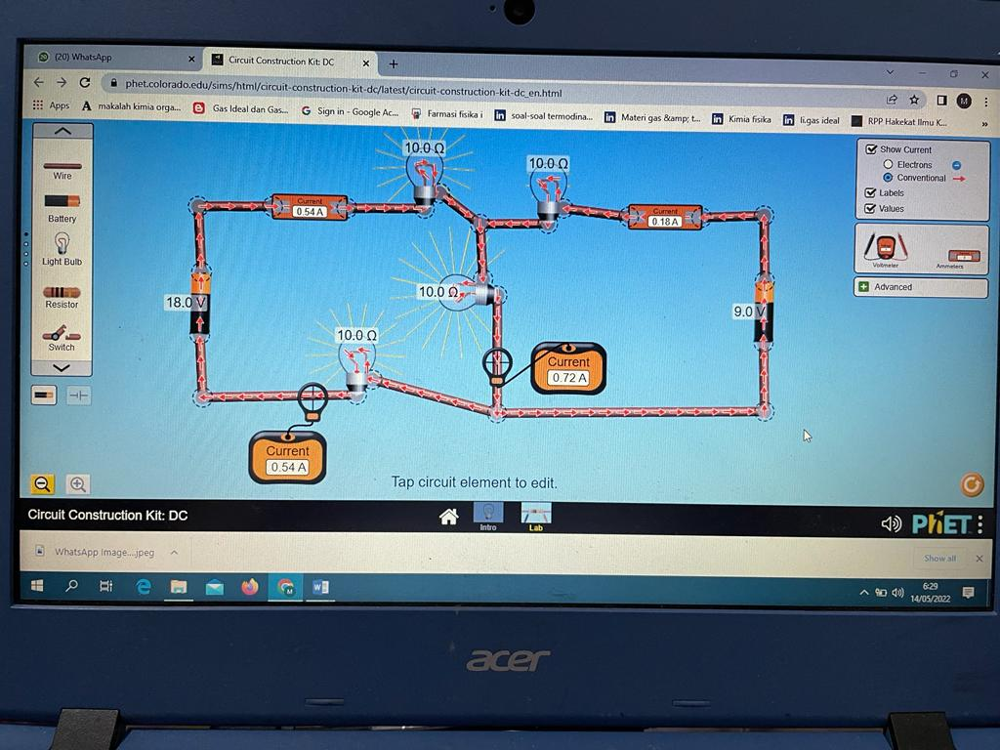 (20) WhatsApp
Circuit Construction Kit: DC
phet.colorado.edu/sims/html/circuit-construction-kit-dc/latest/circuit-construction-kit-dc_en.html
M
Apps
makalah kimia orga...
Gas Ideal dan Gas...
Sign in - Google Ac...
Farmasi fisika i
soal-soal termodina...
Materi gas &amp; t...
Kimia fisika
li.gas ideal
RPP Hakekat Ilmu K...
»
Wire
Battery
Light Bulb
Resistor
Switch
10.0 Ω
10.0 Ω
Current
0.54 A
Current
0.18 A
10.0 Ω
18.0 V
9.0 V
10.0 Ω
Current
0.72 A
Current
0.54 A
Show Current
Electrons
Conventional
Labels
Values
Voltmeter
Ammeters
Advanced
Tap circuit element to edit.
Circuit Construction Kit: DC
Intro
Lab
PhET
WhatsApp Image....jpeg
Show all
6:29
14/05/2022
acer